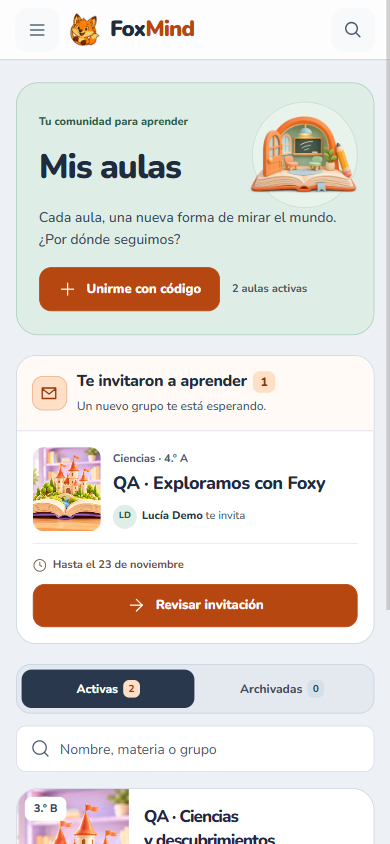 FoxMind
Tu comunidad para aprender
Mis aulas
Cada aula, una nueva forma de mirar el mundo.
¿Por dónde seguimos?
Unirme con código
2 aulas activas
Te invitaron a aprender 1
Un nuevo grupo te está esperando.
Ciencias · 4.º A
QA · Exploramos con Foxy
LD Lucía Demo te invita
Hasta el 23 de noviembre
Revisar invitación
Activas 2
Archivadas 0
Nombre, materia o grupo
3.º B
QA · Ciencias
y descubrimientos